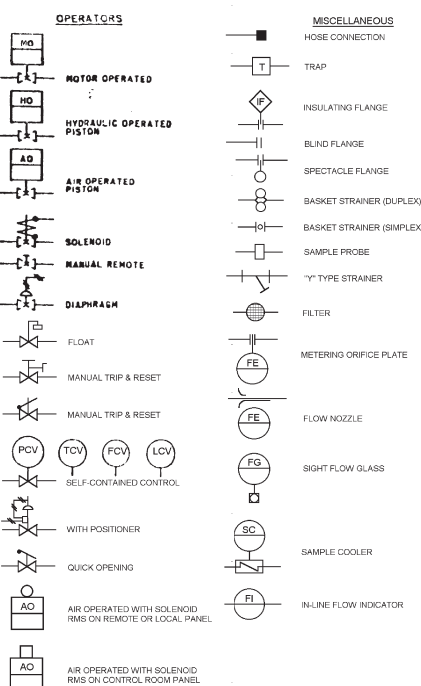 OPERATORS
MO
MOTOR OPERATED
HO
HYDRAULIC OPERATED
PISTON
AO
AIR OPERATED
PISTON
SOLENOID
MANUAL REMOTE
DIAPHRAGM
FLOAT
MANUAL TRIP & RESET
MANUAL TRIP & RESET
PCV TCV FCV LCV
SELF-CONTAINED CONTROL
WITH POSITIONER
QUICK OPENING
AO
AIR OPERATED WITH SOLENOID
RMS ON REMOTE OR LOCAL PANEL
AO
AIR OPERATED WITH SOLENOID
RMS ON CONTROL ROOM PANEL
MISCELLANEOUS
HOSE CONNECTION
T
TRAP
IF
INSULATING FLANGE
BLIND FLANGE
SPECTACLE FLANGE
BASKET STRAINER (DUPLEX)
BASKET STRAINER (SIMPLEX
SAMPLE PROBE
"Y" TYPE STRAINER
FILTER
FE
METERING ORIFICE PLATE
FE
FLOW NOZZLE
FG
SIGHT FLOW GLASS
SC
SAMPLE COOLER
FI
IN-LINE FLOW INDICATOR